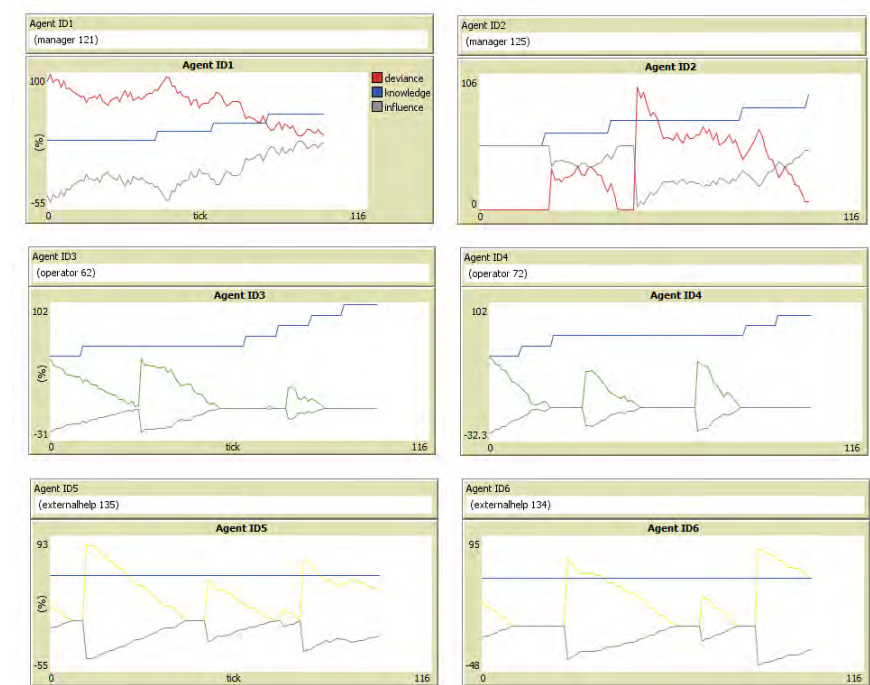 Agent ID1
(manager 121)
Agent ID1
100
(%)
-55
0
tick
116
deviance
knowledge
influence
Agent ID2
(manager 125)
Agent ID2
106
0
0
116
Agent ID3
(operator 62)
Agent ID3
102
(%)
-31
0
tick
116
Agent ID4
(operator 72)
Agent ID4
102
-32.3
0
116
Agent ID5
(externalhelp 135)
Agent ID5
93
(%)
-55
0
tick
116
Agent ID6
(externalhelp 134)
Agent ID6
95
-48
0
116